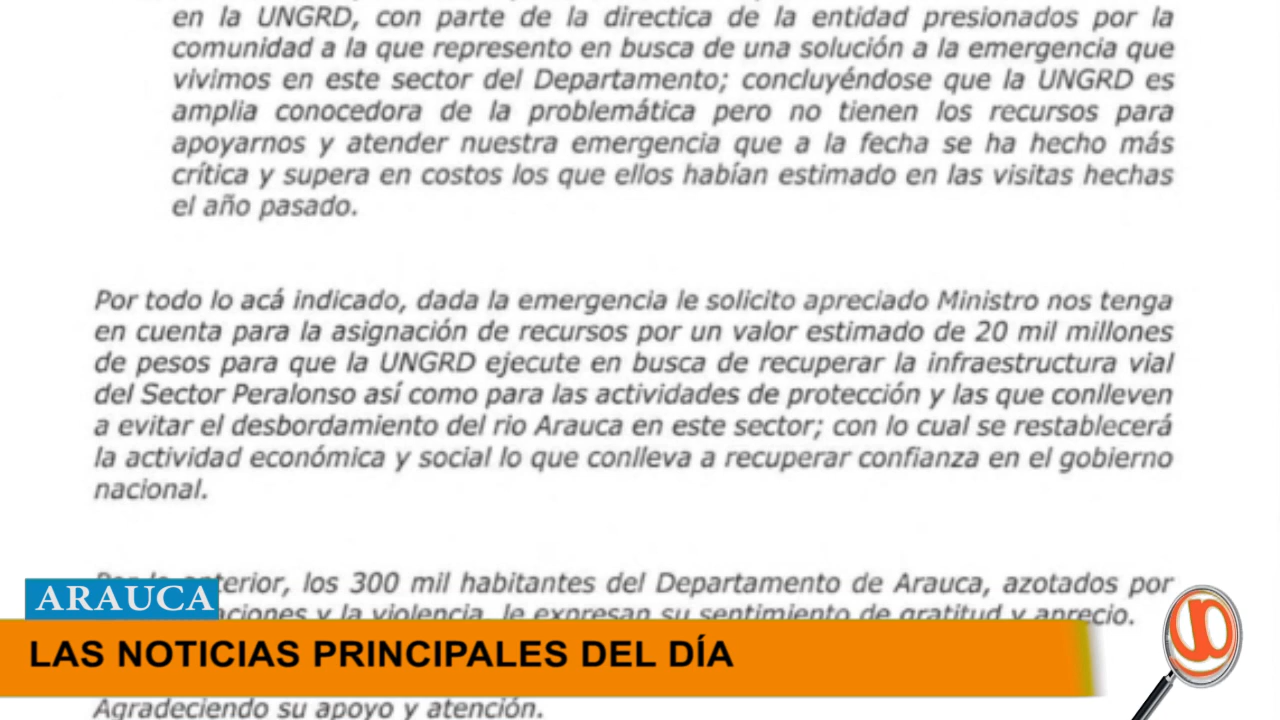 en la UNGRD, con parte de la directica de la entidad presionados por la
comunidad a la que represento en busca de una solución a la emergencia que
vivimos en este sector del Departamento; concluyéndose que la UNGRD es
amplia conocedora de la problemática pero no tienen los recursos para
apoyarnos y atender nuestra emergencia que a la fecha se ha hecho más
crítica y supera en costos los que ellos habían estimado en las visitas hechas
el año pasado.
Por todo lo acá indicado, dada la emergencia le solicito apreciado Ministro nos tenga
en cuenta para la asignación de recursos por un valor estimado de 20 mil millones
de pesos para que la UNGRD ejecute en busca de recuperar la infraestructura vial
del Sector Peralonso así como para las actividades de protección y las que conlleven
a evitar el desbordamiento del rio Arauca en este sector; con lo cual se restablecerá
la actividad económica y social lo que conlleva a recuperar confianza en el gobierno
nacional.
Por lo anterior, los 300 mil habitantes del Departamento de Arauca, azotados por
y la violencia, le expresan su sentimiento de gratitud y aprecio.
ARAUCA
LAS NOTICIAS PRINCIPALES DEL DÍA
Agradeciendo su apoyo y atención.